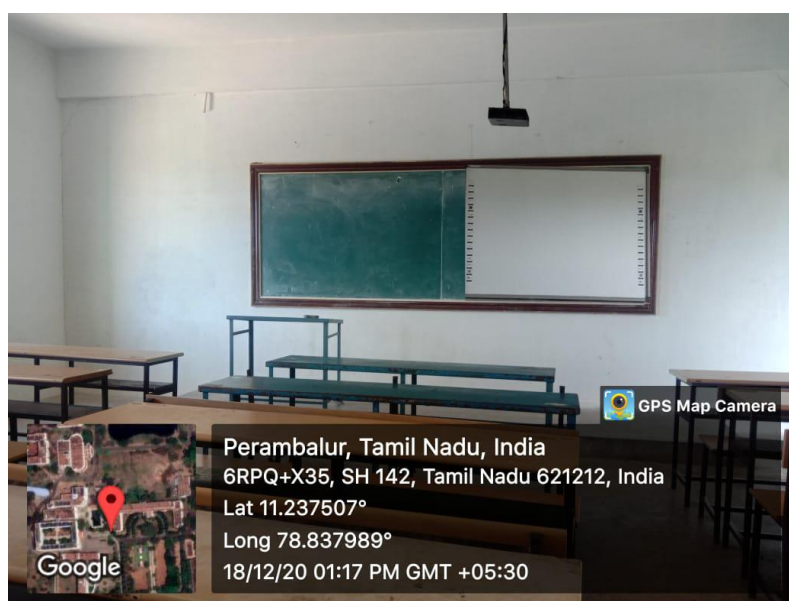 GPS Map Camera
Perambalur, Tamil Nadu, India
6RPQ+X35, SH 142, Tamil Nadu 621212, India
Lat 11.237507°
Long 78.837989°
18/12/20 01:17 PM GMT +05:30
Google